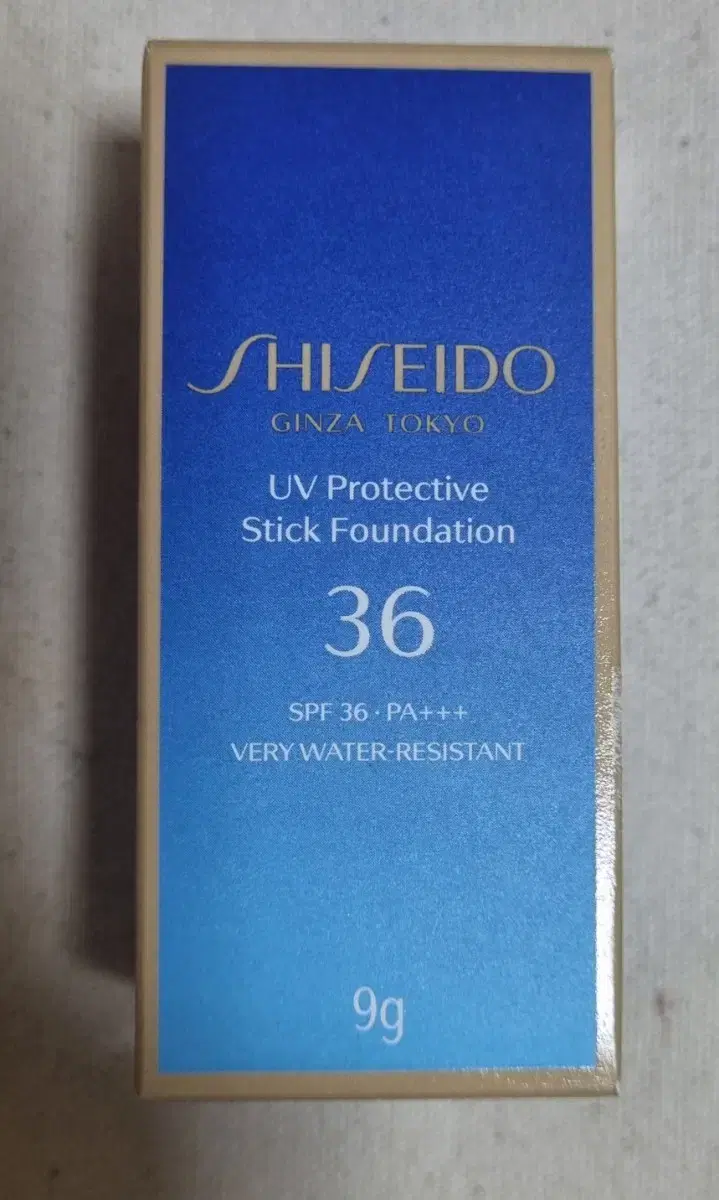 SHISEIDO
GINZA TOKYO
UV Protective
Stick Foundation
36
SPF 36 · PA+++
VERY WATER-RESISTANT
9g